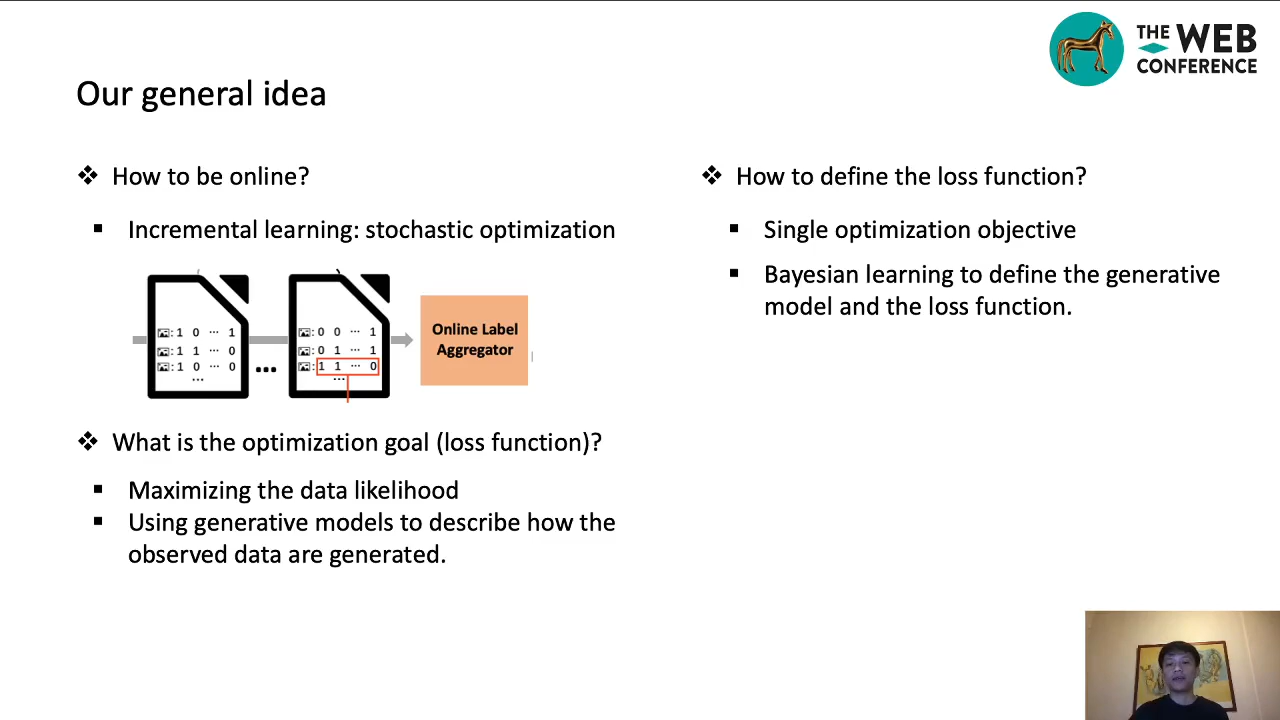 THE WEB
CONFERENCE
Our general idea
❖ How to be online?
▪ Incremental learning: stochastic optimization
:1 0 ··· 1
:1 1 ··· 0
:1 0 ··· 0
···
...
:0 0 ··· 1
:0 1 ··· 1
:1 1 ··· 0
···
Online Label
Aggregator
❖ What is the optimization goal (loss function)?
▪ Maximizing the data likelihood
▪ Using generative models to describe how the
observed data are generated.
❖ How to define the loss function?
▪ Single optimization objective
▪ Bayesian learning to define the generative
model and the loss function.